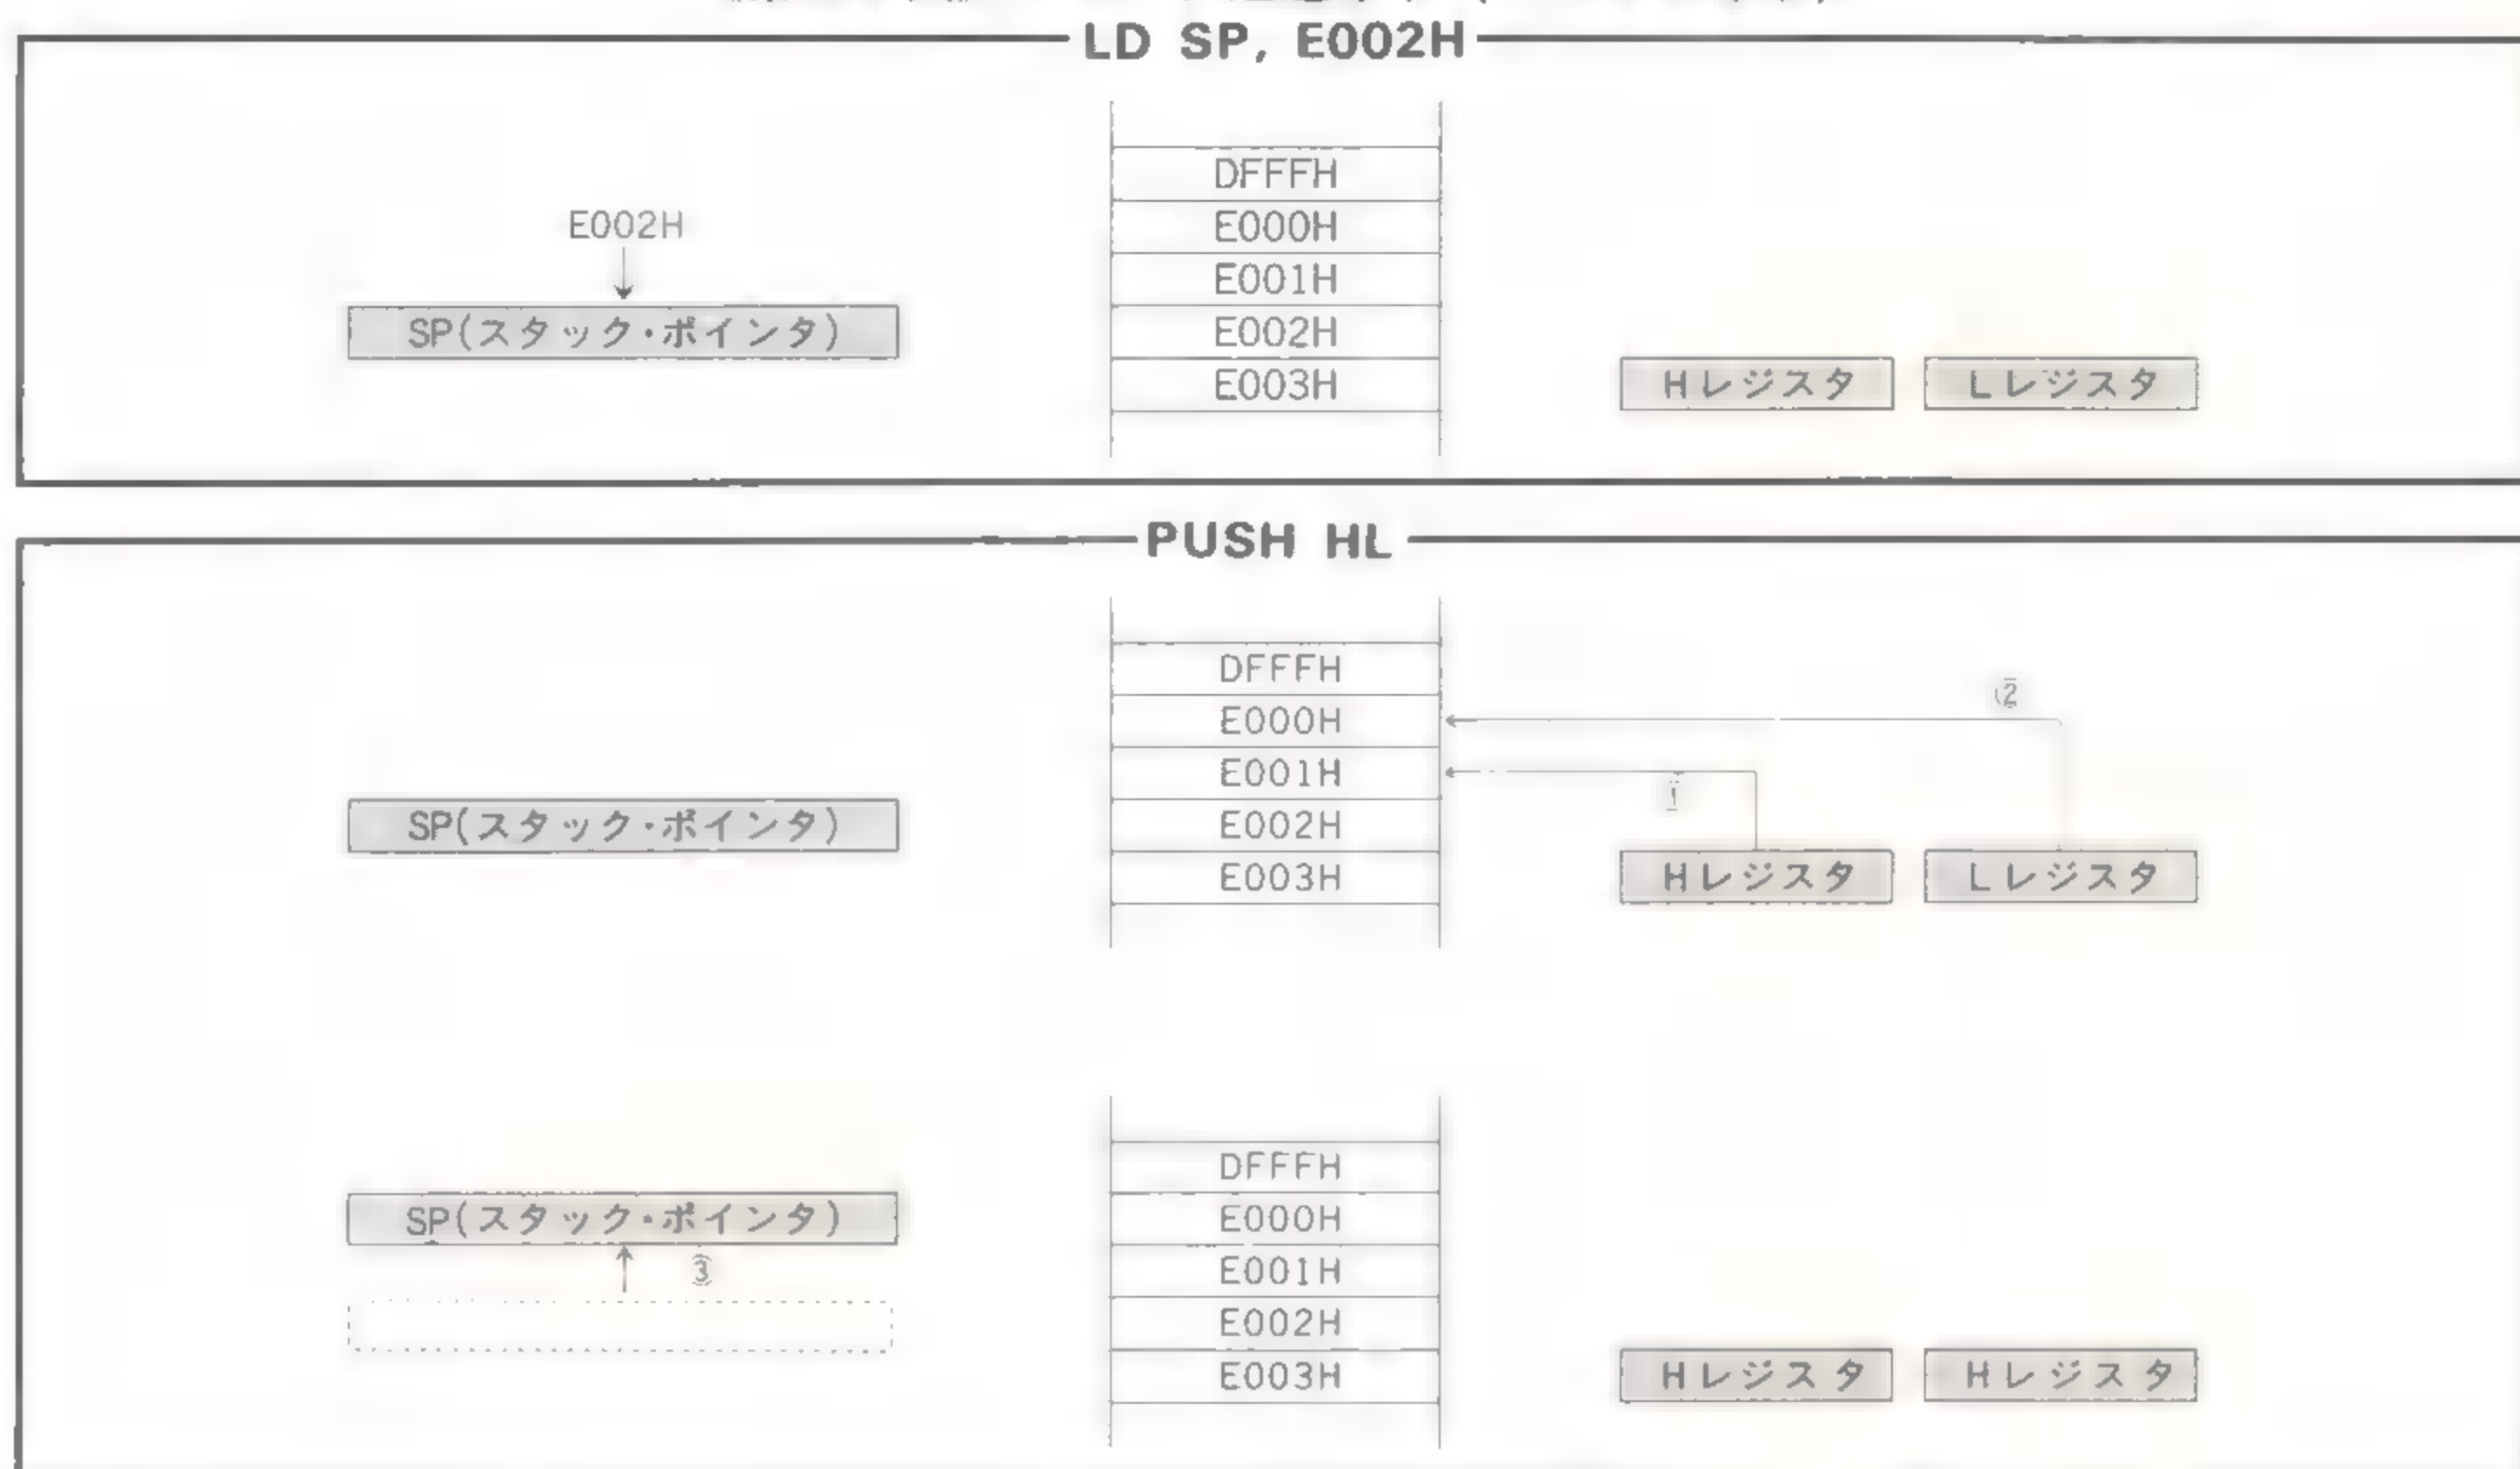 LD SP, E002H
DFFFH
E002H
E000H
E001H
SP(スタック・ポインタ)
E002H
E003H
Hレジスタ
Lレジスタ
PUSH HL
DFFFH
②
E000H
E001H
①
SP(スタック・ポインタ)
E002H
E003H
Hレジスタ
Lレジスタ
DFFFH
SP(スタック・ポインタ)
E000H
③
E001H
E002H
E003H
Hレジスタ
Hレジスタ